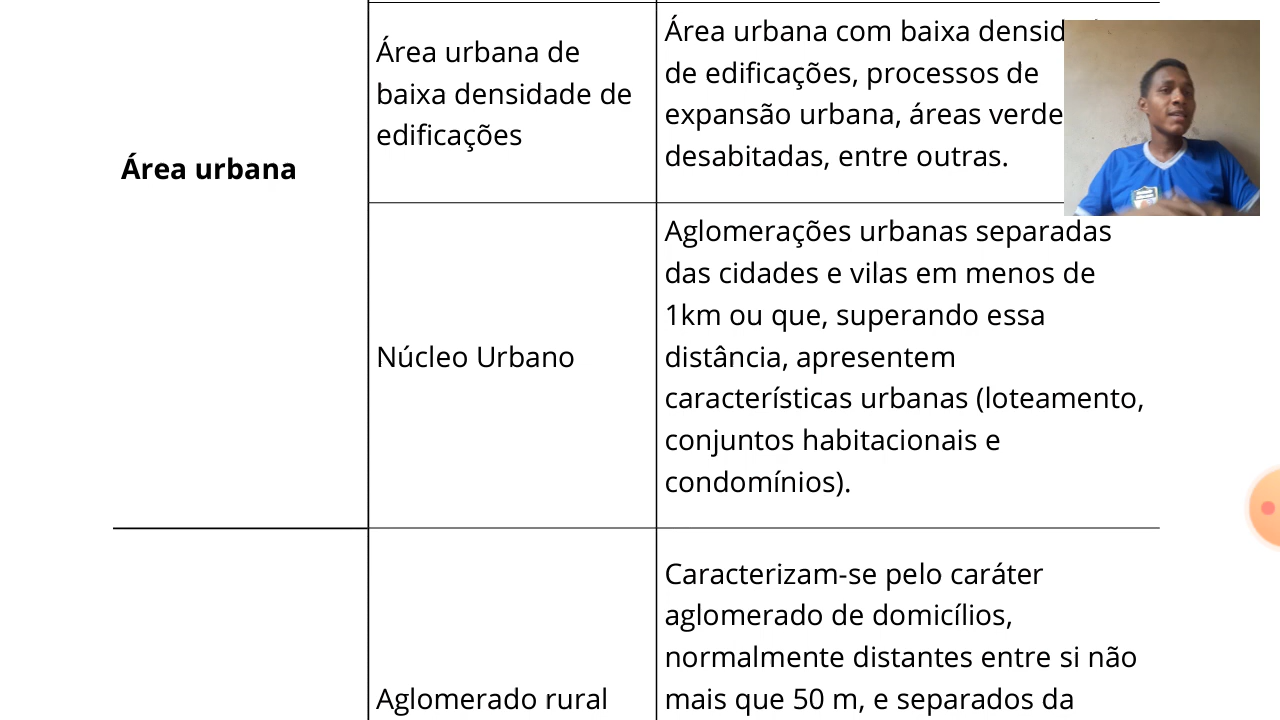 Área urbana
Área urbana de
baixa densidade de
edificações
Área urbana com baixa
de edificações, processos de
expansão urbana, áreas
desabitadas, entre outras.
Núcleo Urbano
Aglomerações urbanas separadas
das cidades e vilas em menos de
1km ou que, superando essa
distância, apresentem
características urbanas (loteamento,
conjuntos habitacionais e
condomínios).
Aglomerado rural
Caracterizam-se pelo caráter
aglomerado de domicílios,
normalmente distantes entre si não
mais que 50 m, e separados da